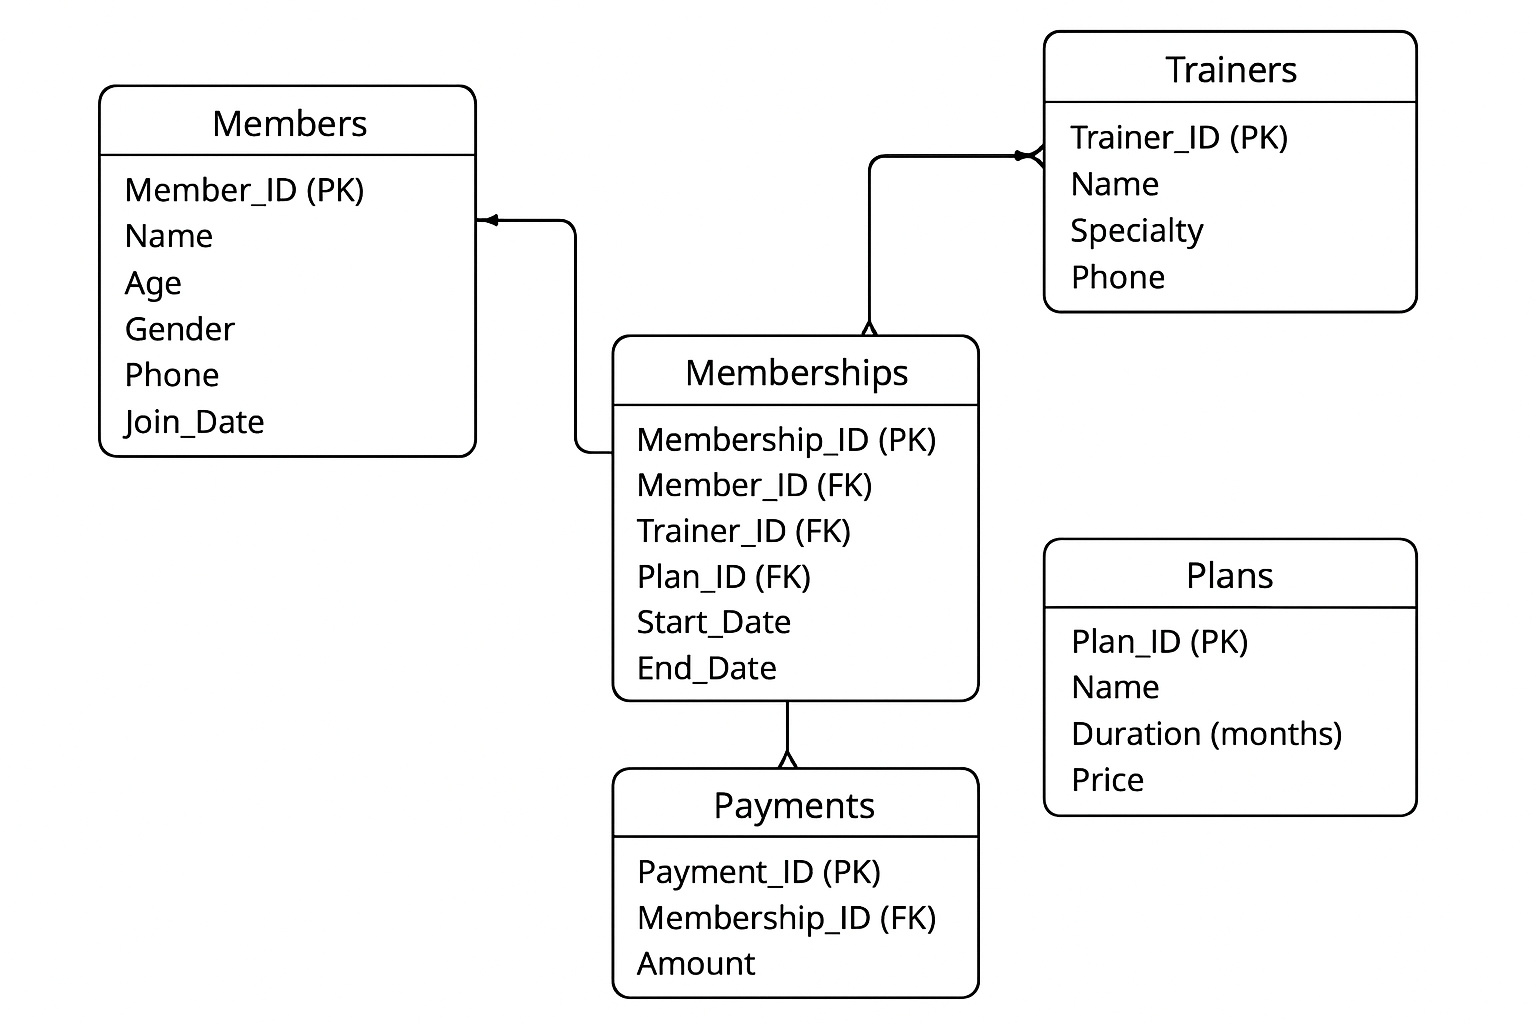 Members
Member_ID (PK)
Name
Age
Gender
Phone
Join_Date
Trainers
Trainer_ID (PK)
Name
Specialty
Phone
Memberships
Membership_ID (PK)
Member_ID (FK)
Trainer_ID (FK)
Plan_ID (FK)
Start_Date
End_Date
Plans
Plan_ID (PK)
Name
Duration (months)
Price
Payments
Payment_ID (PK)
Membership_ID (FK)
Amount